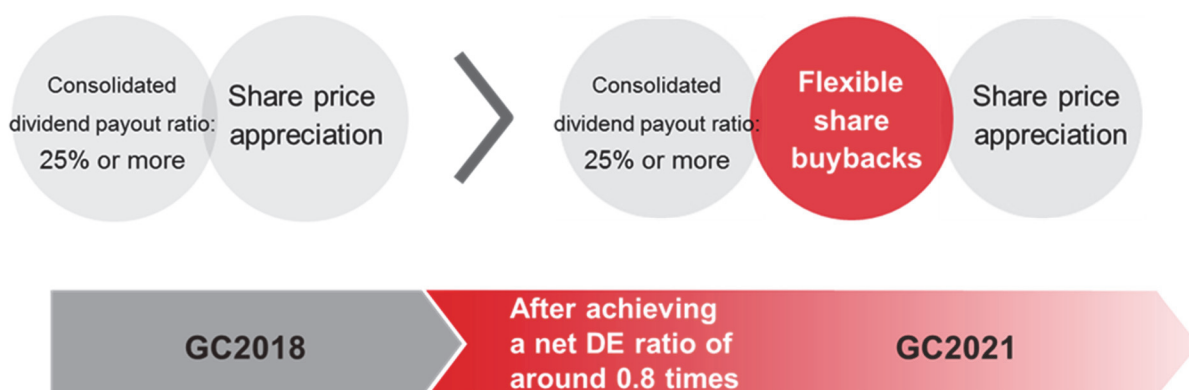 Consolidated
dividend payout ratio:
25% or more
Share price
appreciation
Consolidated
dividend payout ratio:
25% or more
Flexible
share
buybacks
Share price
appreciation
GC2018
After achieving
a net DE ratio of
around 0.8 times
GC2021